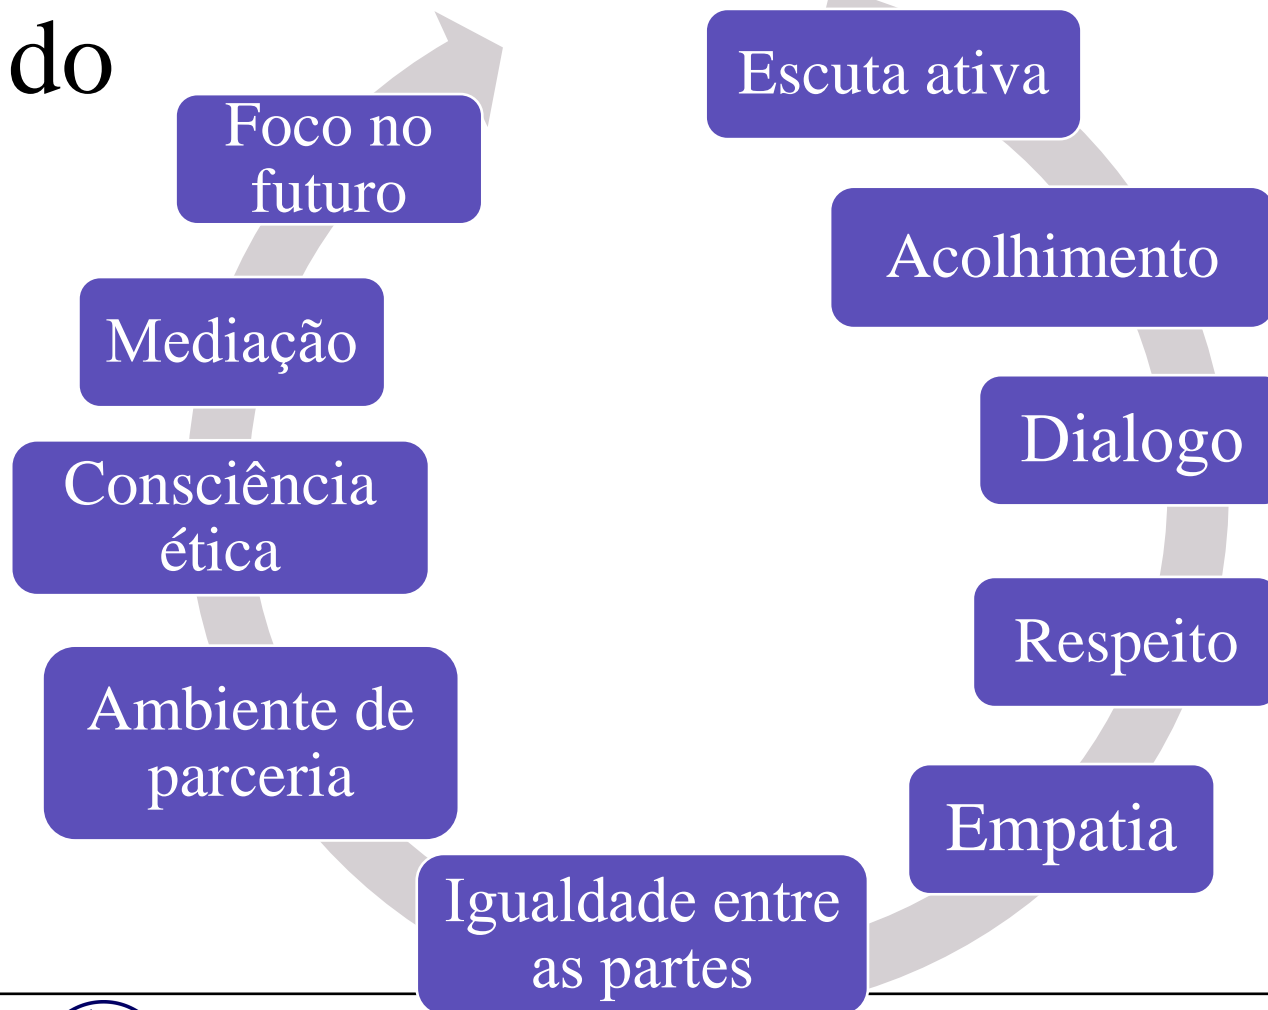 do
Escuta ativa
Acolhimento
Dialogo
Respeito
Empatia
Igualdade entre
as partes
Ambiente de
parceria
Consciência
ética
Mediação
Foco no
futuro